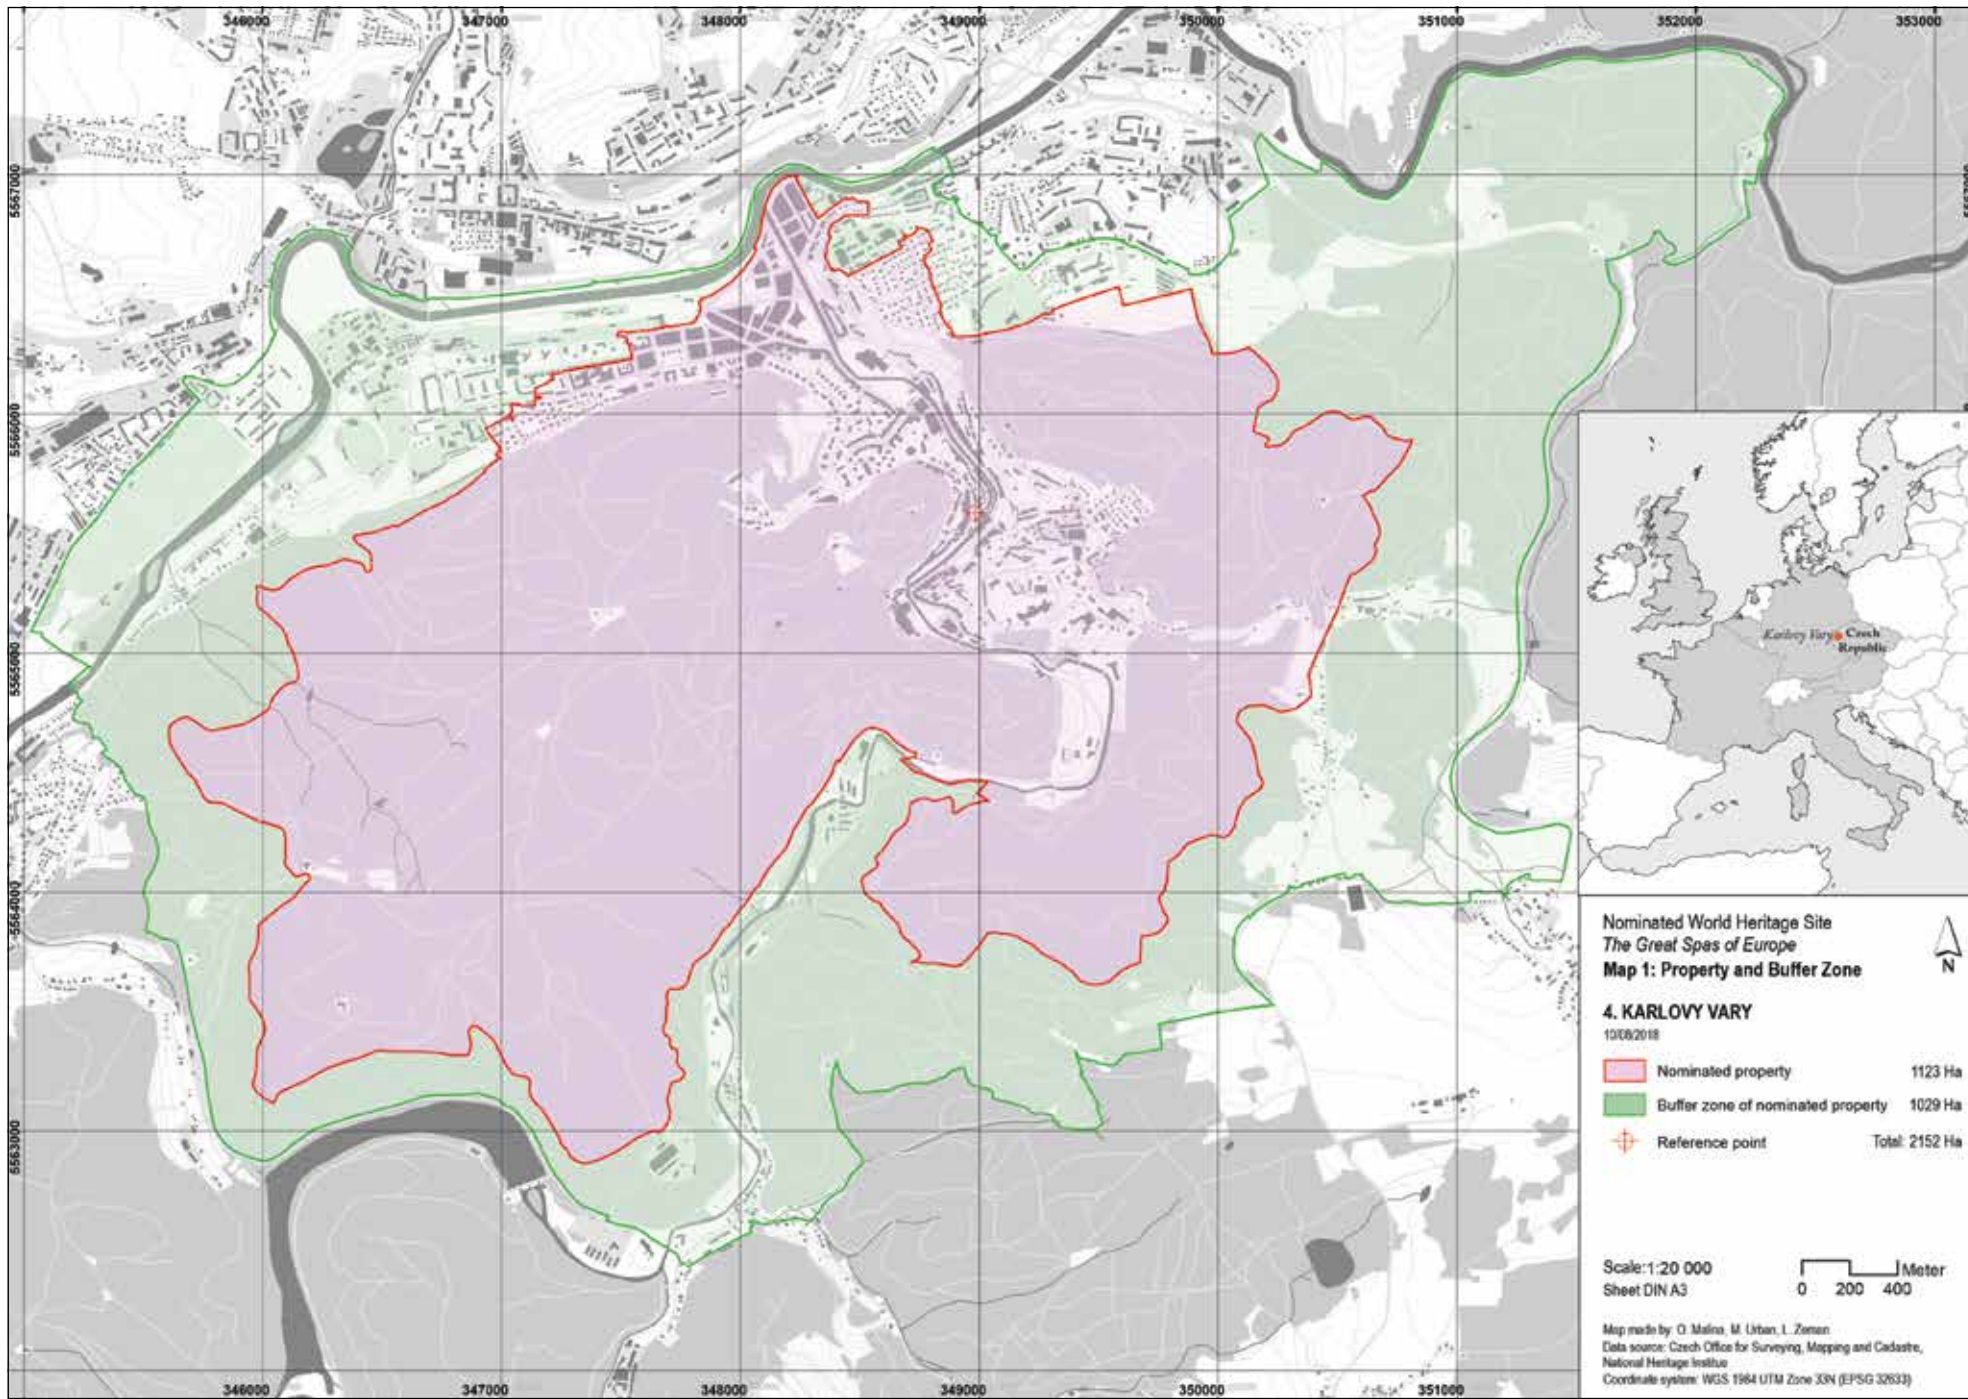 346000 347000 348000 349000 350000 351000 352000 353000
5567000
5566000
5565000
5564000
5563000
Karlovy Vary Czech
Republic
Nominated World Heritage Site
The Great Spas of Europe
Map 1: Property and Buffer Zone
N
4. KARLOVY VARY
10/08/2018
Nominated property 1123 Ha
Buffer zone of nominated property 1029 Ha
Reference point Total: 2152 Ha
Scale:1:20 000
Sheet DIN A3
Meter
0 200 400
Map made by: O. Malina, M. Urban, L. Zeman
Data source: Czech Office for Surveying, Mapping and Cadastre,
National Heritage Institue
Coordinate system: WGS 1984 UTM Zone 33N (EPSG 32633)
346000 347000 348000 349000 350000 351000